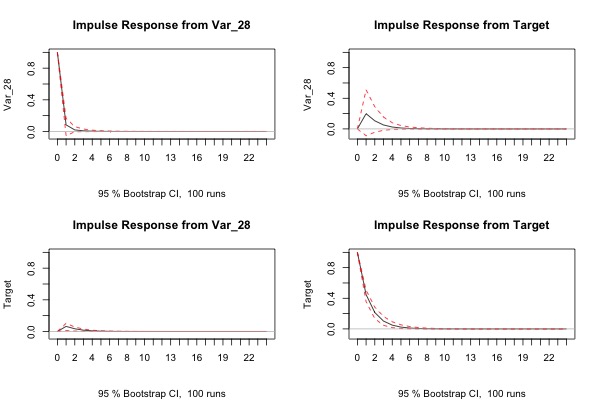 Impulse Response from Var_28
Var_28
0.0 0.4 0.8
0 2 4 6 8 10 13 16 19 22
95 % Bootstrap CI, 100 runs
Impulse Response from Target
Var_28
0.0 0.4 0.8
0 2 4 6 8 10 13 16 19 22
95 % Bootstrap CI, 100 runs
Impulse Response from Var_28
Target
0.0 0.4 0.8
0 2 4 6 8 10 13 16 19 22
95 % Bootstrap CI, 100 runs
Impulse Response from Target
Target
0.0 0.4 0.8
0 2 4 6 8 10 13 16 19 22
95 % Bootstrap CI, 100 runs